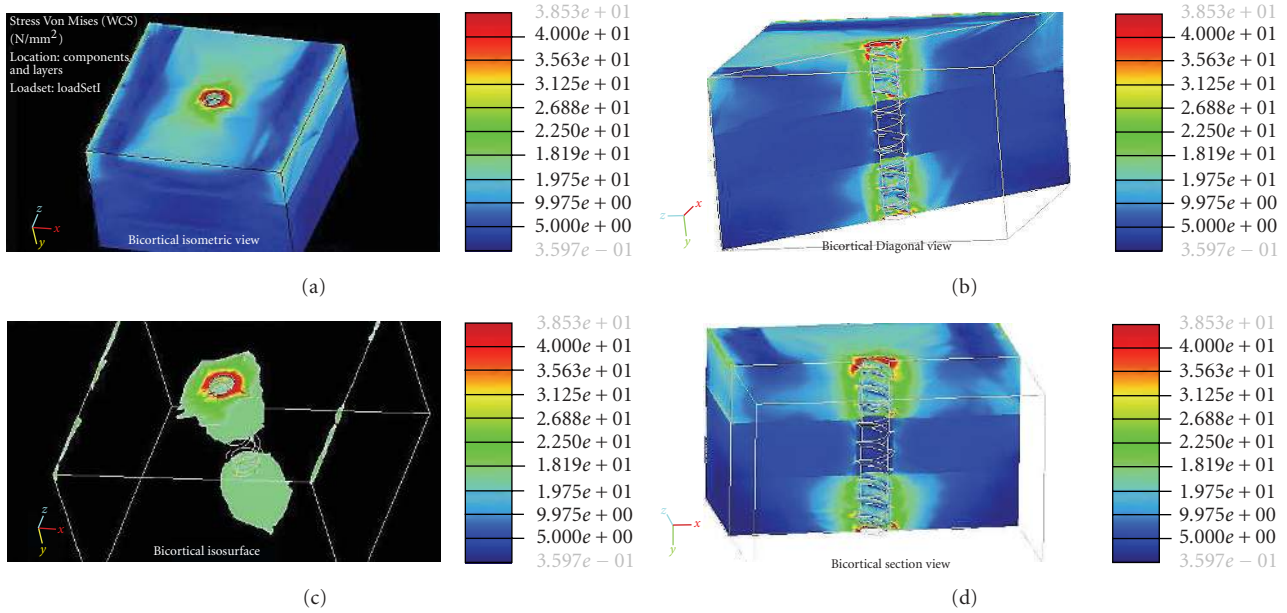 Stress Von Mises (WCS)
(N/mm²)
Location: components
and layers
Loadset: loadSetI
z
x
y
Bicortical isometric view
3.853e + 01
4.000e + 01
3.563e + 01
3.125e + 01
2.688e + 01
2.250e + 01
1.819e + 01
1.975e + 01
9.975e + 00
5.000e + 00
3.597e − 01
(a)
z
x
y
Bicortical Diagonal view
3.853e + 01
4.000e + 01
3.563e + 01
3.125e + 01
2.688e + 01
2.250e + 01
1.819e + 01
1.975e + 01
9.975e + 00
5.000e + 00
3.597e − 01
(b)
z
x
y
Bicortical isosurface
3.853e + 01
4.000e + 01
3.563e + 01
3.125e + 01
2.688e + 01
2.250e + 01
1.819e + 01
1.975e + 01
9.975e + 00
5.000e + 00
3.597e − 01
(c)
z
x
y
Bicortical section view
3.853e + 01
4.000e + 01
3.563e + 01
3.125e + 01
2.688e + 01
2.250e + 01
1.819e + 01
1.975e + 01
9.975e + 00
5.000e + 00
3.597e − 01
(d)